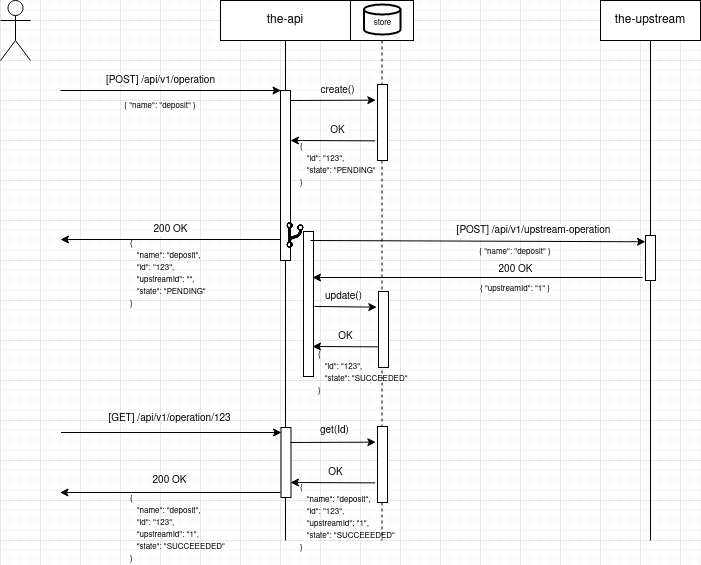 the-api
store
the-upstream
[POST] /api/v1/operation
{ "name": "deposit" }
create()
OK
{
"id": "123",
"state": "PENDING"
}
200 OK
{
"name": "deposit",
"id": "123",
"upstreamId": "",
"state": "PENDING"
}
[POST] /api/v1/upstream-operation
{ "name": "deposit" }
200 OK
{ "upstreamId": "1" }
update()
OK
{
"id": "123",
"state": "SUCCEEDED"
}
[GET] /api/v1/operation/123
get(Id)
OK
{
"name": "deposit",
"id": "123",
"upstreamId": "1",
"state": "SUCCEEEDED"
}
200 OK
{
"name": "deposit",
"id": "123",
"upstreamId": "1",
"state": "SUCCEEEDED"
}